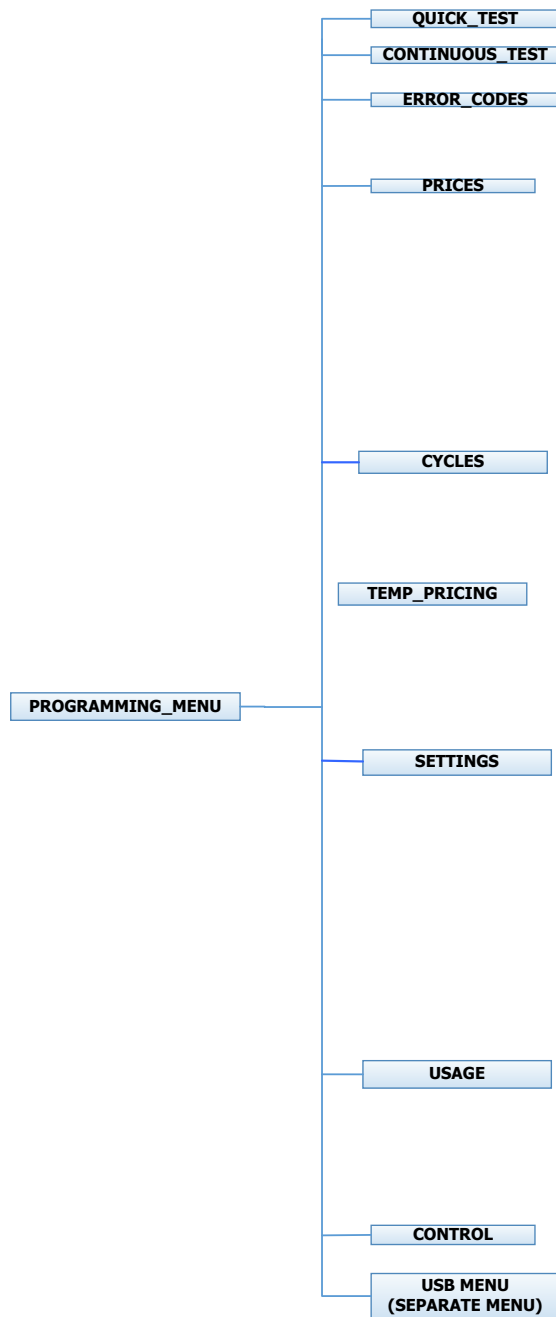 QUICK_TEST
CONTINUOUS_TEST
ERROR_CODES
PRICES
CYCLES
TEMP_PRICING
PROGRAMMING_MENU
SETTINGS
USAGE
CONTROL
USB MENU
(SEPARATE MENU)